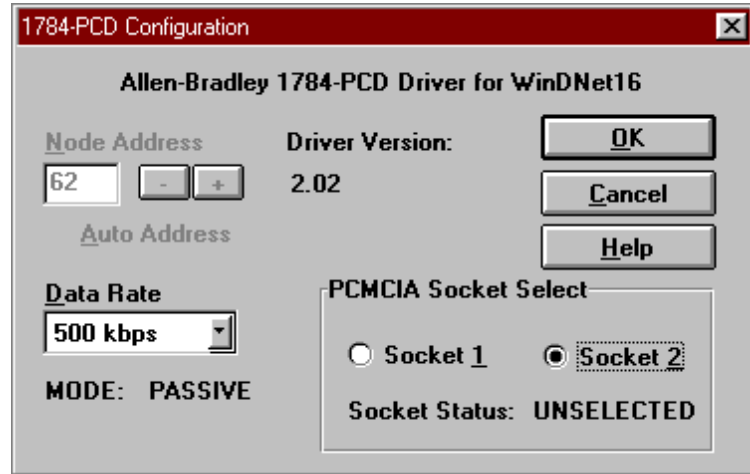 1784-PCD Configuration
Allen-Bradley 1784-PCD Driver for WinDNet16
Node Address
62
-
+
Auto Address
Driver Version:
2.02
OK
Cancel
Help
Data Rate
500 kbps
MODE: PASSIVE
PCMCIA Socket Select
Socket 1
Socket 2
Socket Status: UNSELECTED